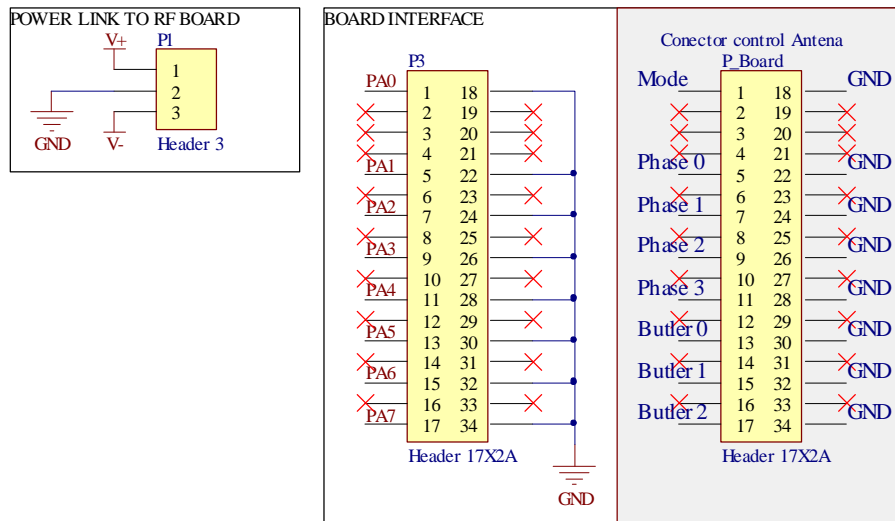 POWER LINK TO RF BOARD
P1
V+
1
2
3
GND
V-
Header 3
BOARD INTERFACE
P3
PA0
1 18
2 19
3 20
4 21
PA1
5 22
6 23
PA2
7 24
8 25
PA3
9 26
10 27
PA4
11 28
12 29
PA5
13 30
14 31
PA6
15 32
16 33
PA7
17 34
Header 17X2A
GND
Conector control Antena
P_Board
Mode GND
1 18
2 19
3 20
4 21
Phase 0 GND
5 22
6 23
Phase 1 GND
7 24
8 25
Phase 2 GND
9 26
10 27
Phase 3 GND
11 28
12 29
Butler 0 GND
13 30
14 31
Butler 1 GND
15 32
16 33
Butler 2 GND
17 34
Header 17X2A